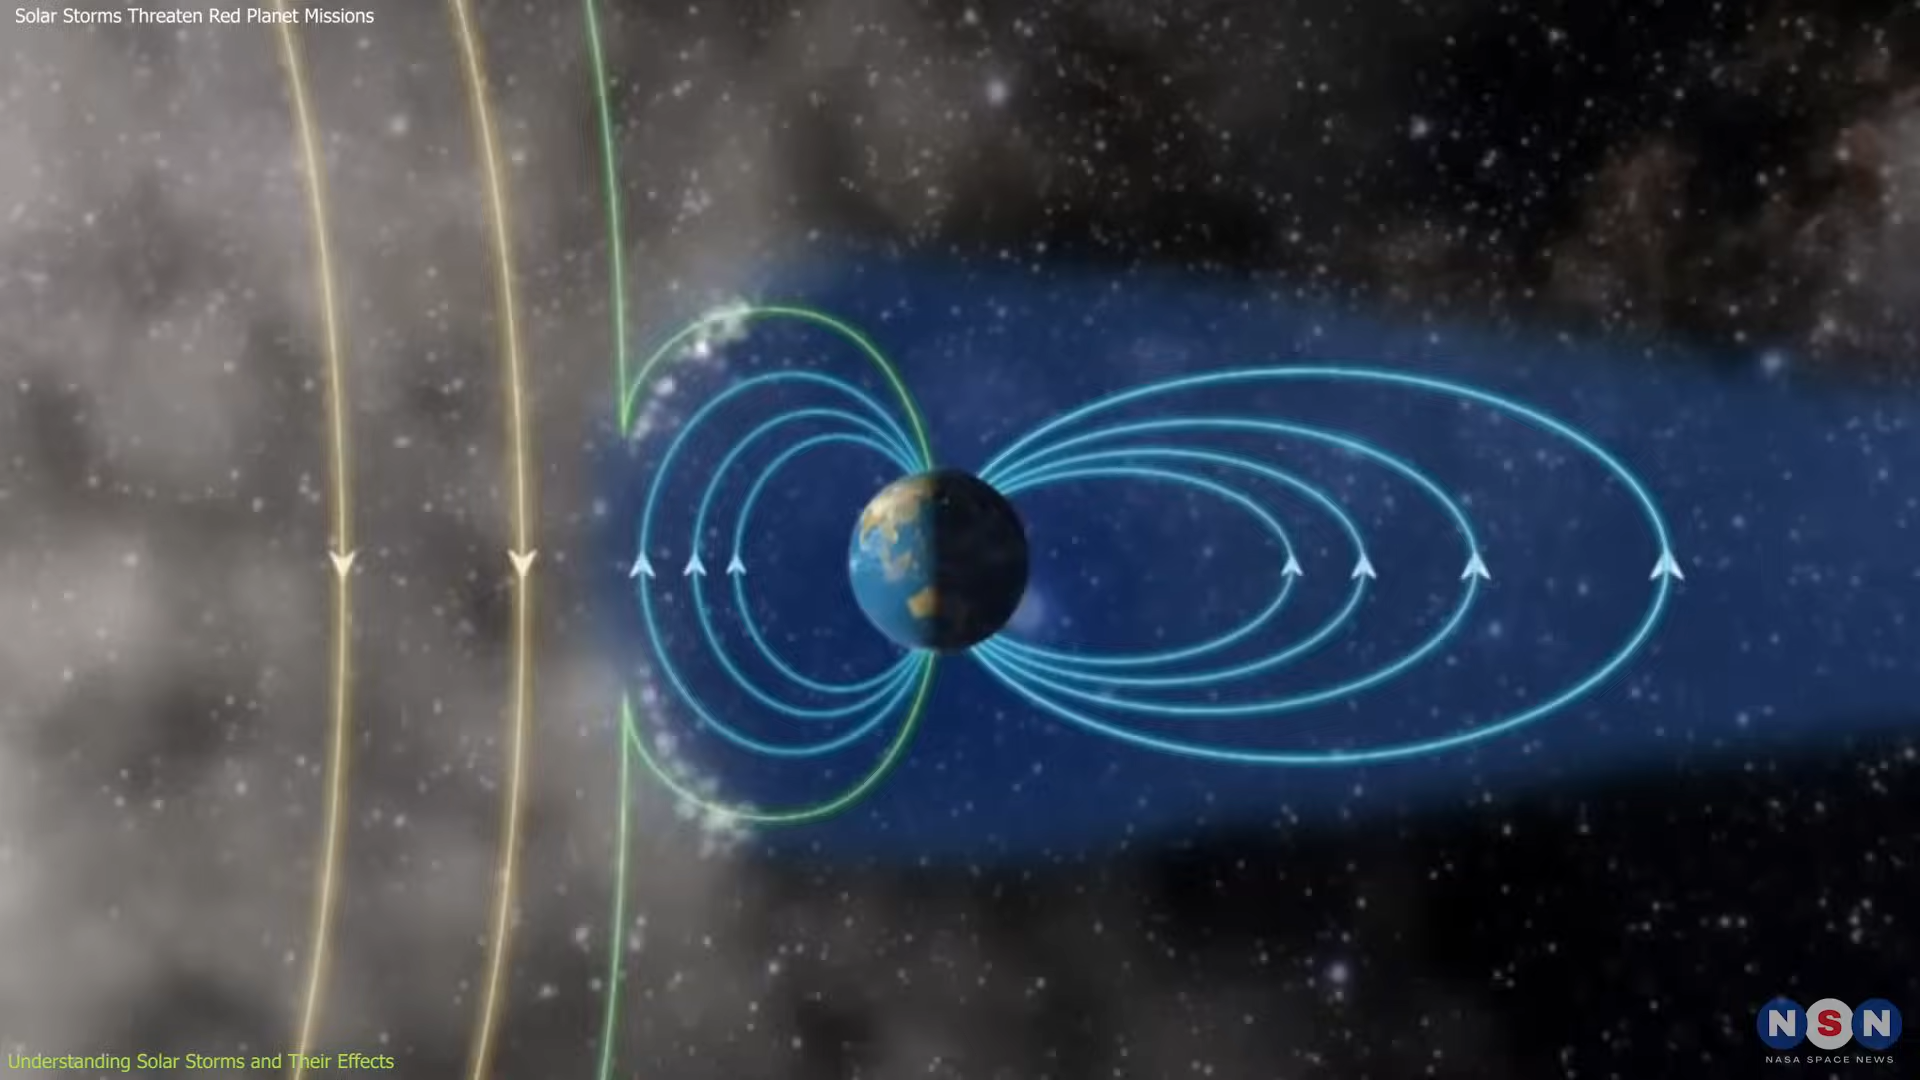 Solar Storms Threaten Red Planet Missions
Understanding Solar Storms and Their Effects
NSN
NASA SPACE NEWS